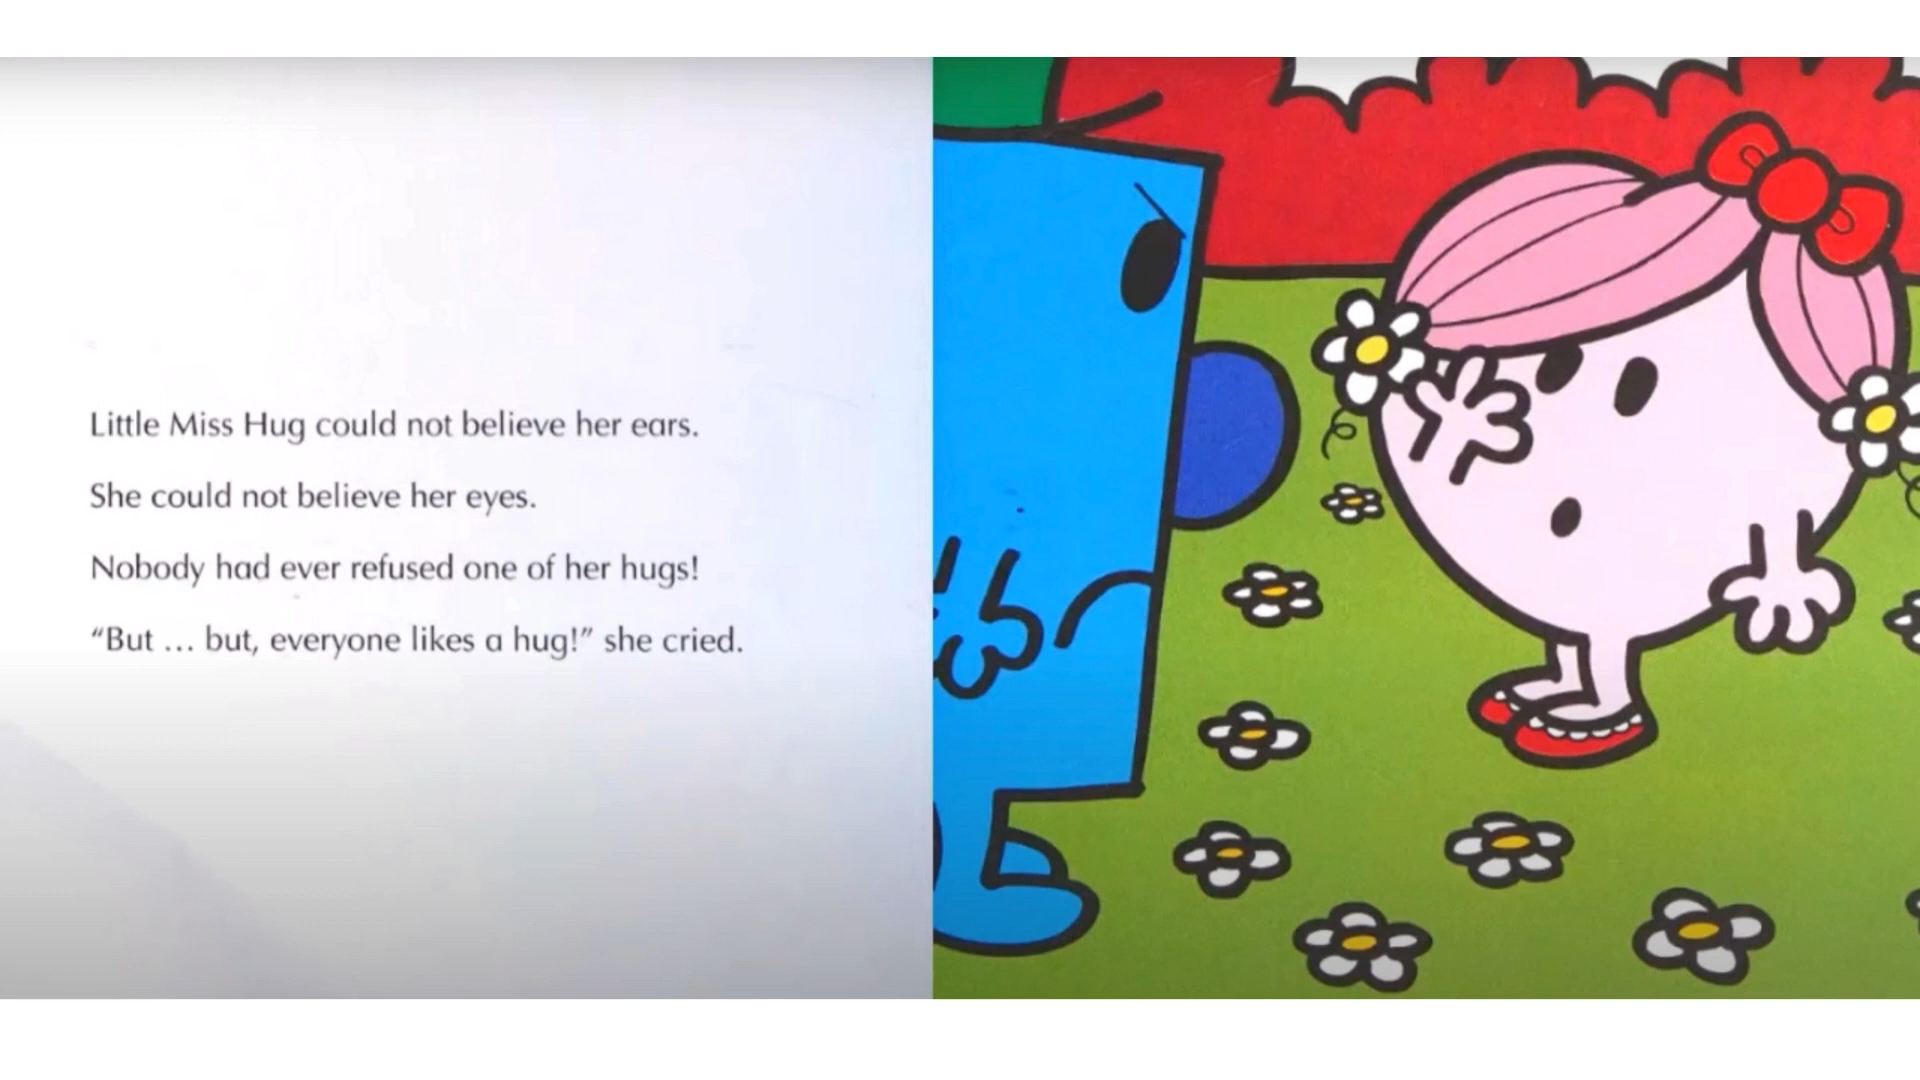 Little Miss Hug could not believe her ears.
She could not believe her eyes.
Nobody had ever refused one of her hugs!
“But ... but, everyone likes a hug!” she cried.